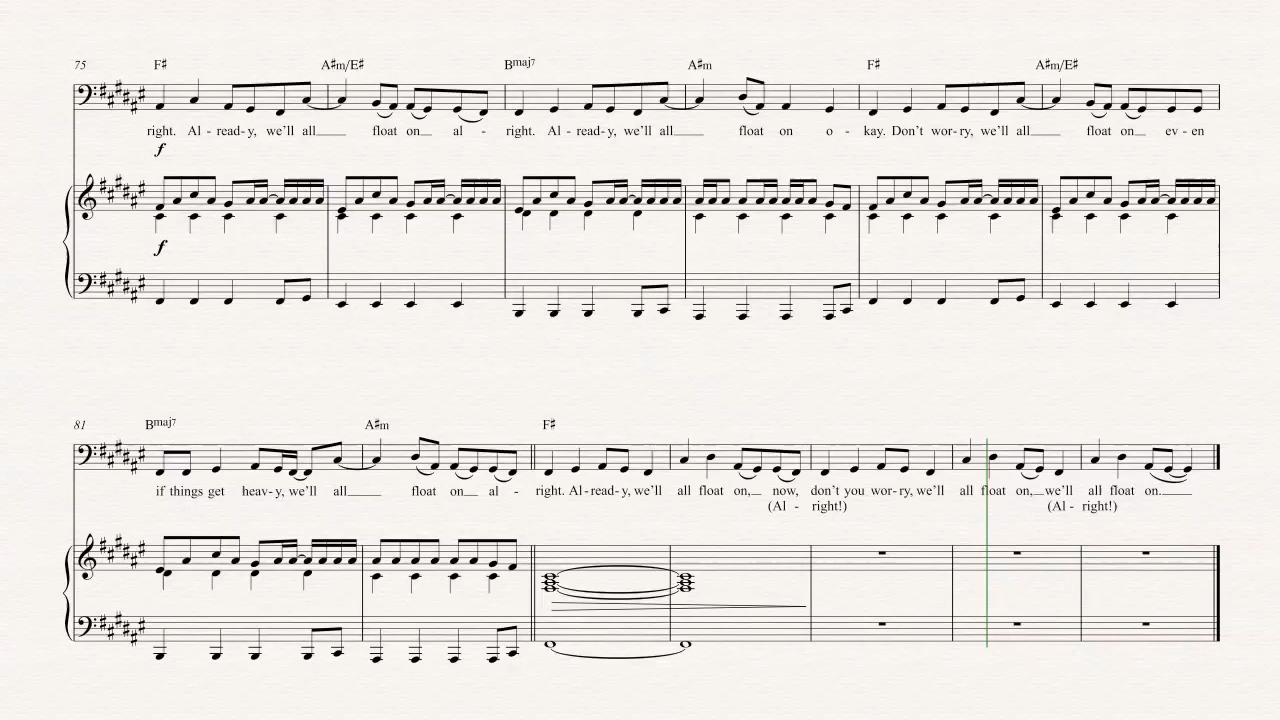 75 F♯ A♯m/E♯ Bmaj7 A♯m F♯ A♯m/E♯
right. Al - read- y, we'll all float on al - right. Al - read- y, we'll all float on o - kay. Don't wor- ry, we'll all float on ev - en
f
f
81 Bmaj7 A♯m F♯
if things get heav- y, we'll all float on al - right. Al- read- y, we'll all float on, now, don't you wor- ry, we'll all float on, we'll all float on.
(Al - right!) (Al - right!)